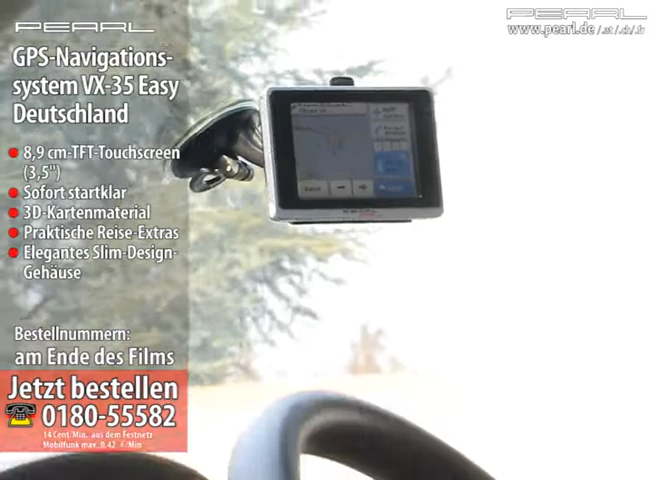 PEARL
GPS-Navigations-
system VX-35 Easy
Deutschland
8,9 cm-TFT-Touchscreen
(3,5")
Sofort startklar
3D-Kartenmaterial
Praktische Reise-Extras
Elegantes Slim-Design-
Gehäuse
Bestellnummern:
am Ende des Films
Jetzt bestellen
0180-55582
14 Cent/Min. aus dem Festnetz
Mobilfunk max. 0,42 €/Min
PEARL
www.pearl.de/.at/.ch/.fr